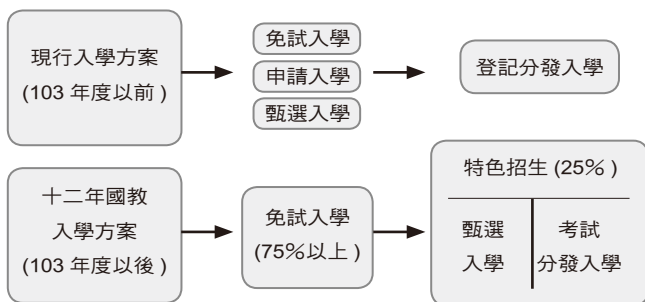 現行入學方案
(103 年度以前)
免試入學
申請入學
甄選入學
登記分發入學
十二年國教
入學方案
(103 年度以後)
免試入學
(75%以上)
特色招生 (25%)
甄選
入學
考試
分發入學